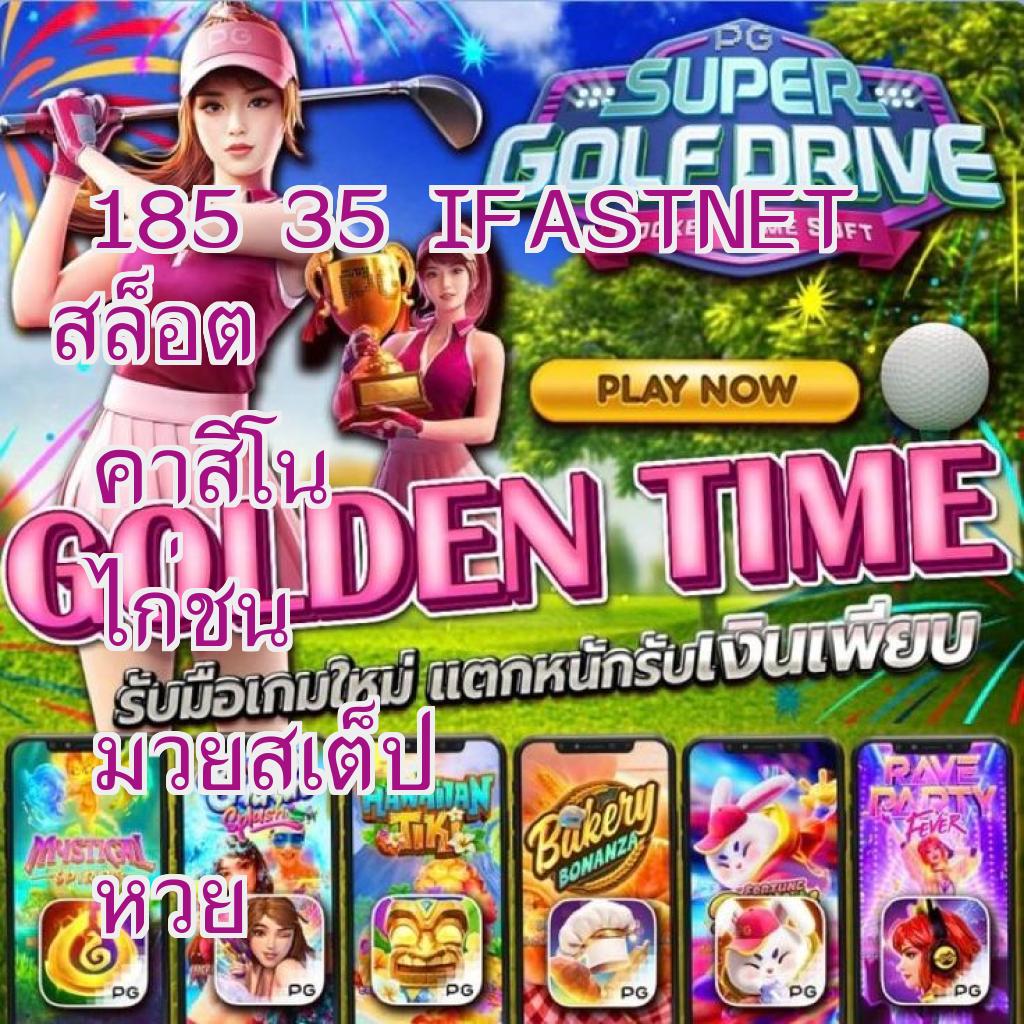 PG
PG
SUPER
GOLF DRIVE
185 35 IFASTNET
สล็อต
PLAY NOW
คาสิโน
GOLDEN TIME
ไก่ชน
รับมือเกมใหม่ แตกหนักรับเงินเพียบ
มวยสเต็ป
MYSTICAL
Splash
HAWAIIAN
TIKI
Bakery
BONANZA
FORTUNE
RAVE
PARTY
FEVER
หวย
PG
PG
PG
PG
PG
PG